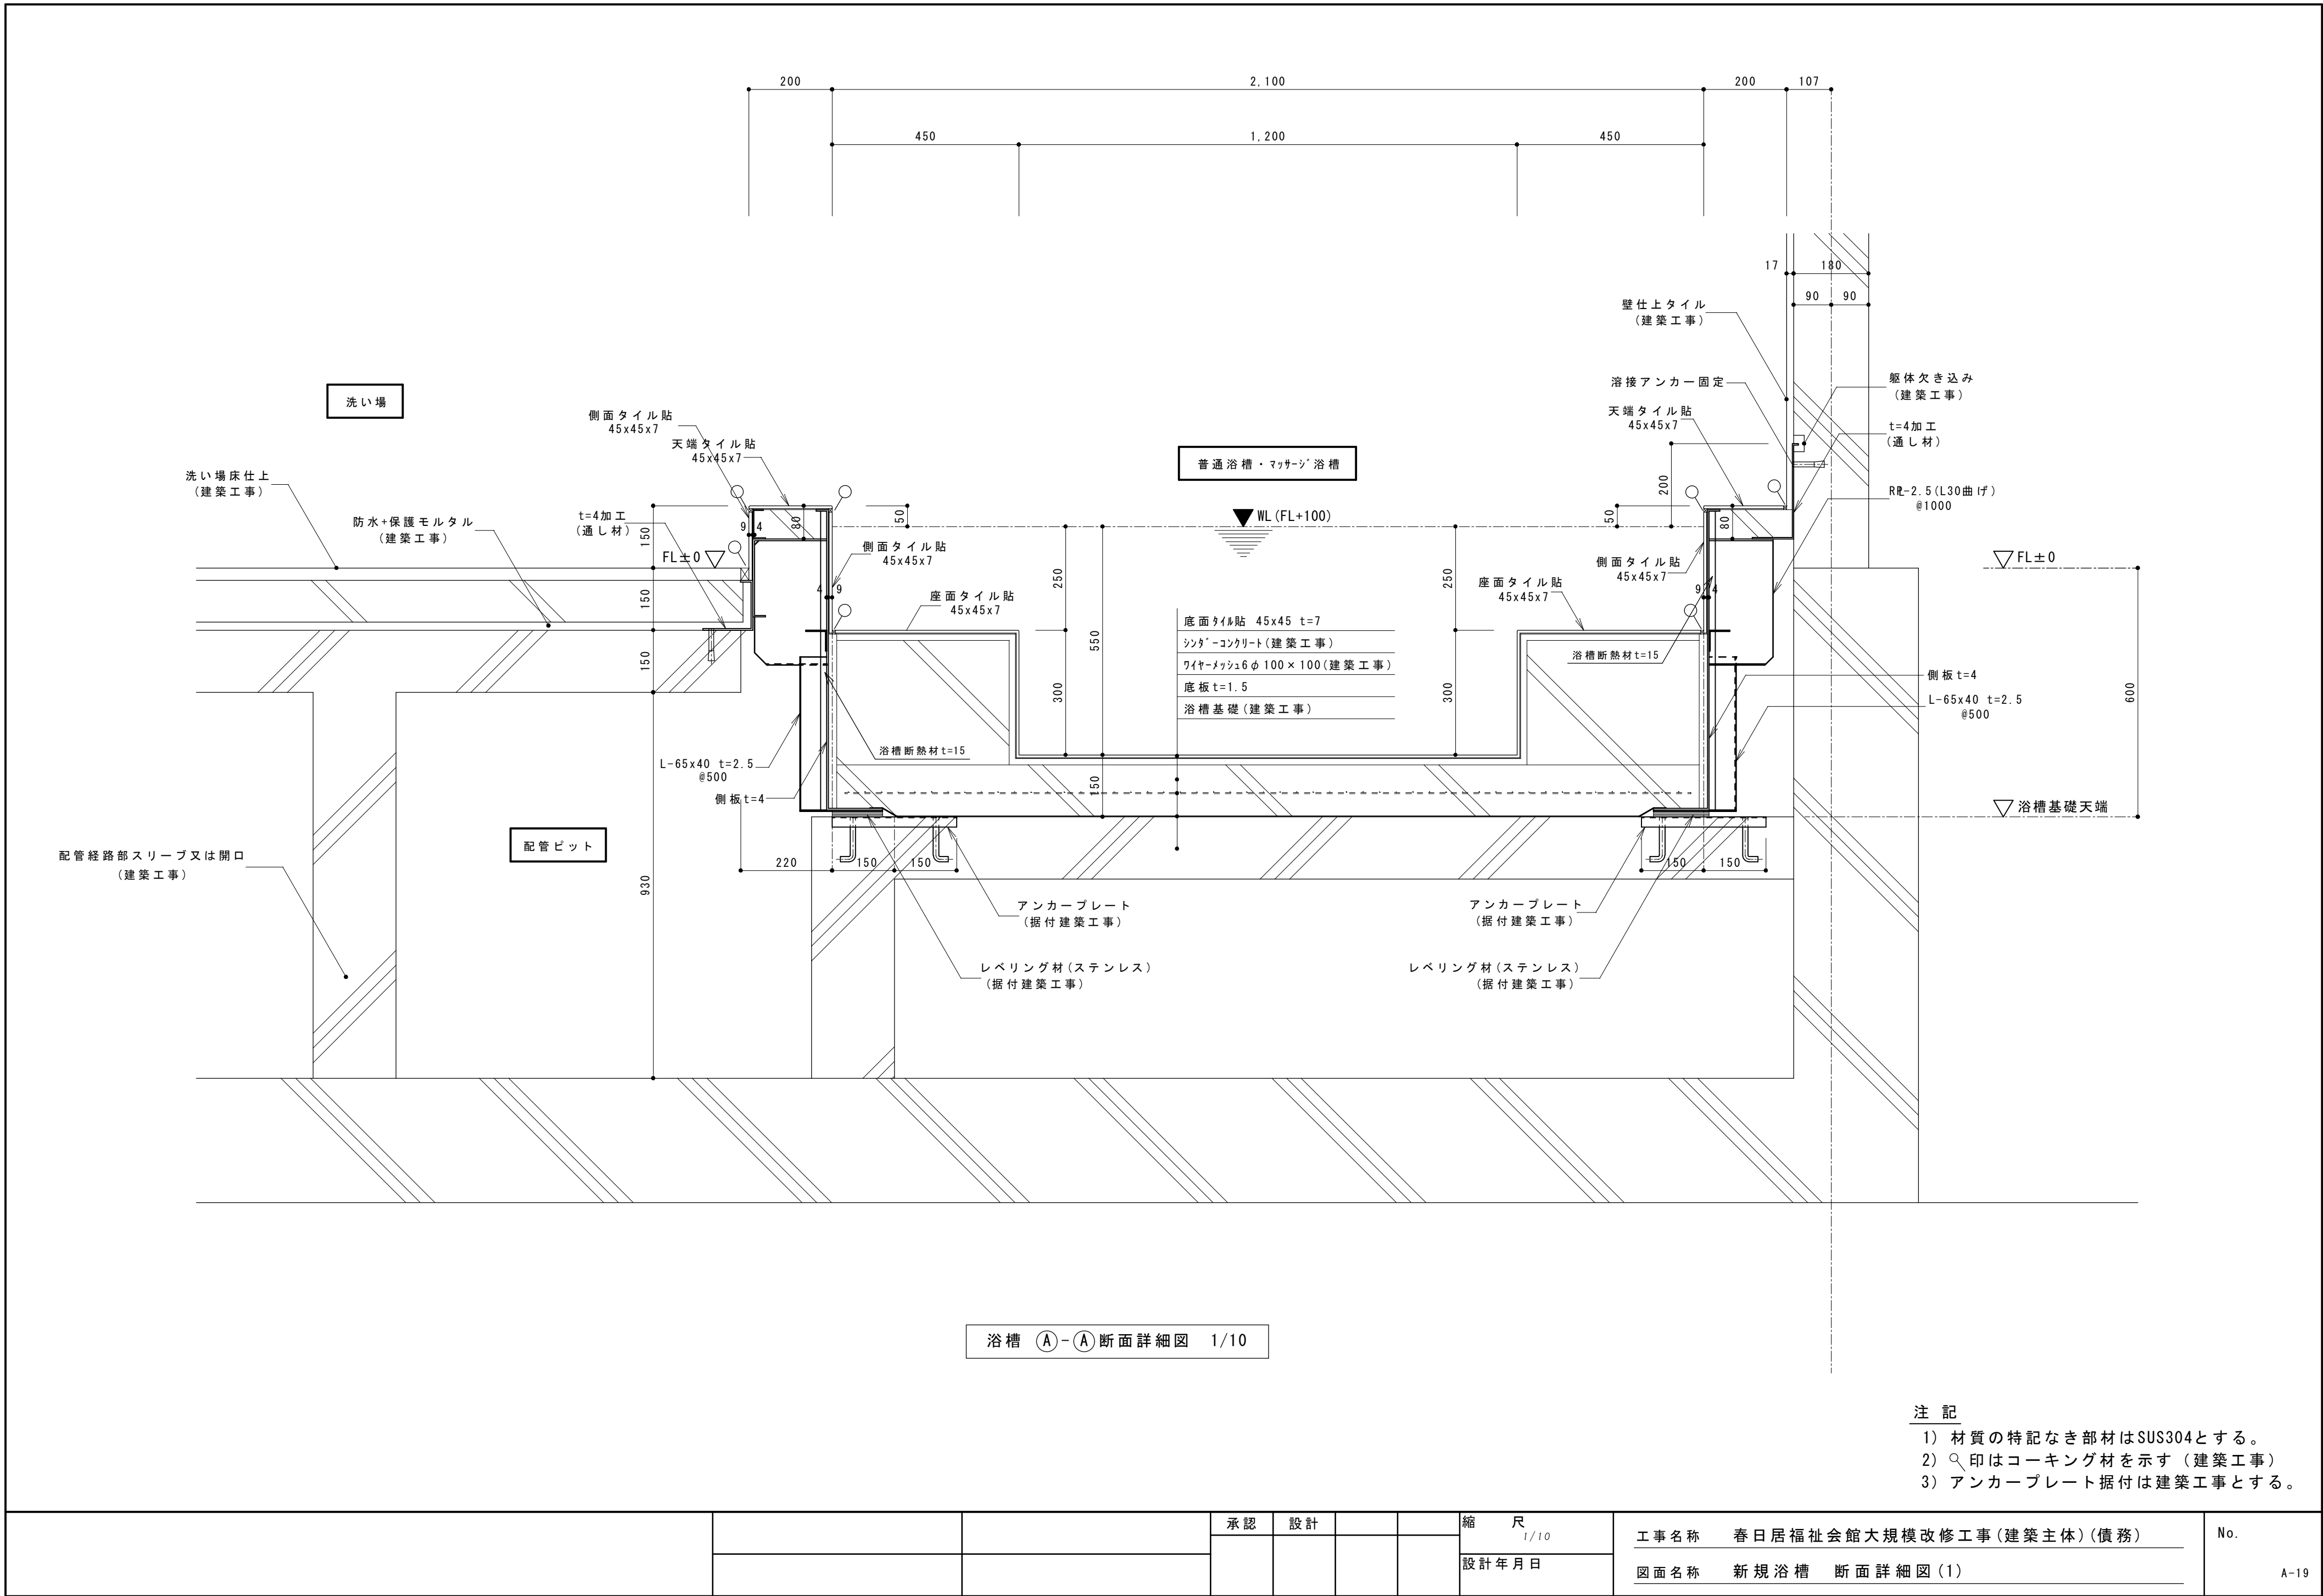 200
2,100
200
107
450
1,200
450
17
180
90
90
壁仕上タイル
(建築工事)
溶接アンカー固定
天端タイル貼
45x45x7
躯体欠き込み
(建築工事)
t=4加工
(通し材)
RPL-2.5(L30曲げ)
@1000
洗い場
側面タイル貼
45x45x7
天端タイル貼
45x45x7
普通浴槽・マッサージ浴槽
200
洗い場床仕上
(建築工事)
防水+保護モルタル
(建築工事)
t=4加工
(通し材)
FL±0
9
4
80
50
WL(FL+100)
50
80
150
150
150
側面タイル貼
45x45x7
4
9
座面タイル貼
45x45x7
250
550
300
150
底面タイル貼 45x45 t=7
シンダーコンクリート(建築工事)
ワイヤーメッシュ6φ100×100(建築工事)
底板t=1.5
浴槽基礎(建築工事)
250
300
座面タイル貼
45x45x7
側面タイル貼
45x45x7
9
4
浴槽断熱材t=15
FL±0
側板t=4
L-65x40 t=2.5
@500
600
浴槽基礎天端
L-65x40 t=2.5
@500
側板t=4
浴槽断熱材t=15
配管ピット
配管経路部スリーブ又は開口
(建築工事)
930
220
150
150
150
150
アンカープレート
(据付建築工事)
レベリング材(ステンレス)
(据付建築工事)
アンカープレート
(据付建築工事)
レベリング材(ステンレス)
(据付建築工事)
浴槽 Ⓐ-Ⓐ断面詳細図 1/10
注 記
1) 材質の特記なき部材はSUS304とする。
2) 印はコーキング材を示す(建築工事)
3) アンカープレート据付は建築工事とする。
承認
設計
縮 尺
1/10
設計年月日
工事名称 春日居福祉会館大規模改修工事(建築主体)(債務)
図面名称 新規浴槽 断面詳細図(1)
No.
A-19